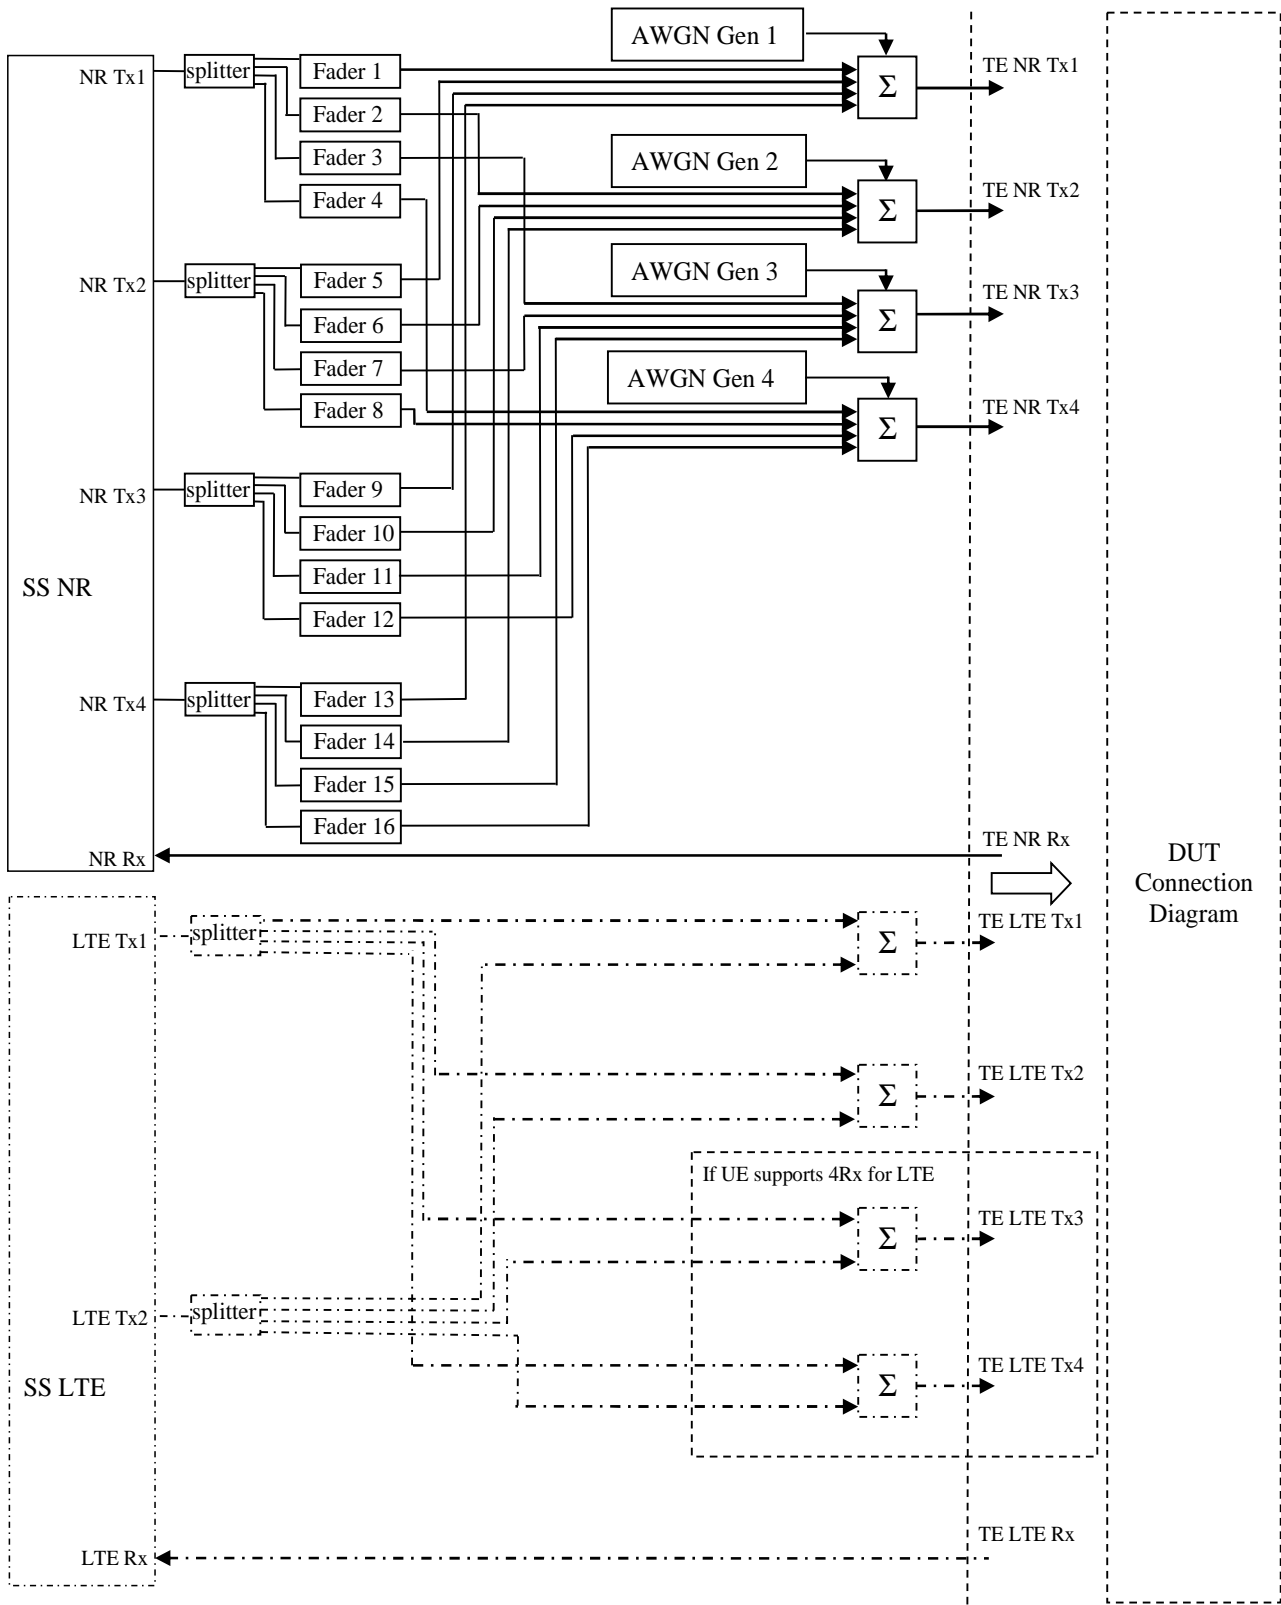 AWGN Gen 1
NR Tx1
splitter
Fader 1
Σ
TE NR Tx1
Fader 2
Fader 3
AWGN Gen 2
Fader 4
Σ
TE NR Tx2
NR Tx2
splitter
Fader 5
AWGN Gen 3
Fader 6
Σ
TE NR Tx3
Fader 7
AWGN Gen 4
Fader 8
Σ
TE NR Tx4
NR Tx3
splitter
Fader 9
Fader 10
Fader 11
SS NR
Fader 12
NR Tx4
splitter
Fader 13
Fader 14
Fader 15
Fader 16
NR Rx
TE NR Rx
DUT
Connection
Diagram
LTE Tx1
splitter
Σ
TE LTE Tx1
Σ
TE LTE Tx2
If UE supports 4Rx for LTE
Σ
TE LTE Tx3
LTE Tx2
splitter
SS LTE
Σ
TE LTE Tx4
LTE Rx
TE LTE Rx